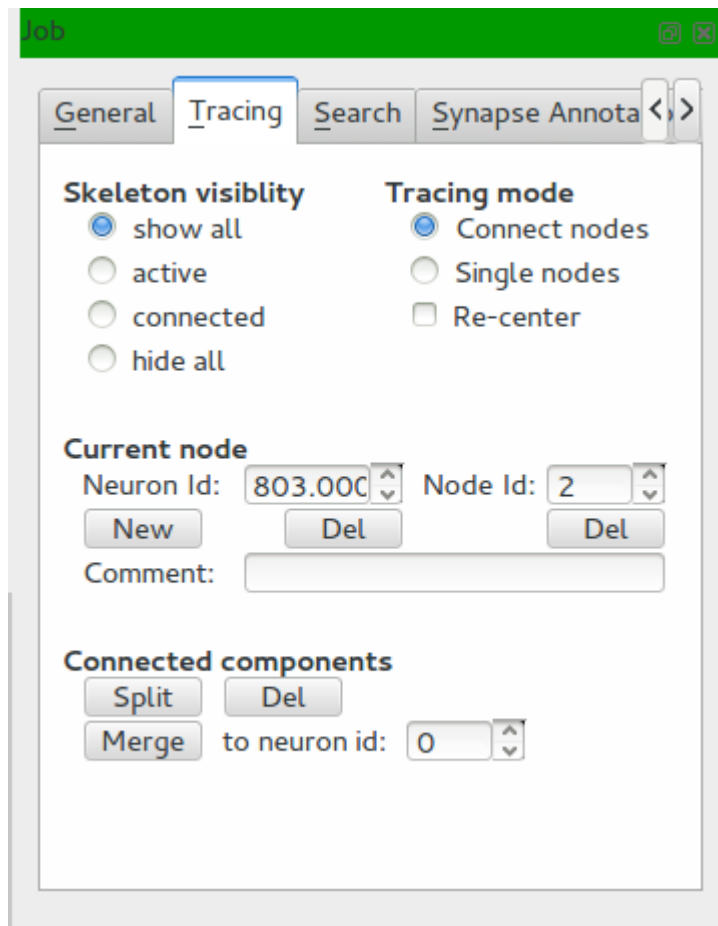 Job
General Tracing Search Synapse Annota < >
Skeleton visiblity Tracing mode
show all Connect nodes
active Single nodes
connected Re-center
hide all
Current node
Neuron Id: 803.000 Node Id: 2
New Del Del
Comment:
Connected components
Split Del
Merge to neuron id: 0